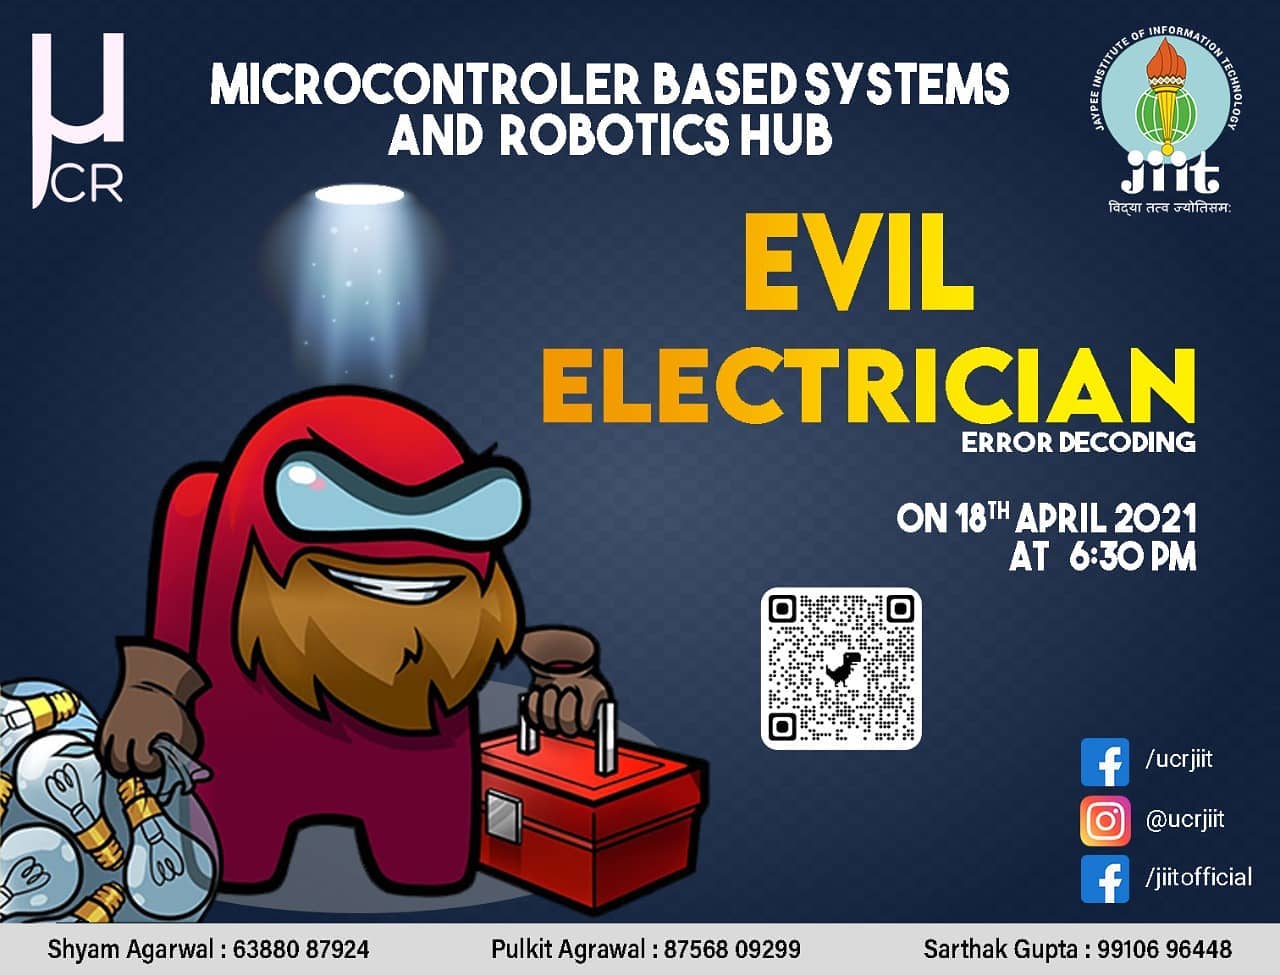 µCR
MICROCONTROLER BASED SYSTEMS
AND ROBOTICS HUB
JAYPEE INSTITUTE OF INFORMATION TECHNOLOGY
jiit
विद्या तत्व ज्योतिसम:
EVIL
ELECTRICIAN
ERROR DECODING
ON 18TH APRIL 2021
AT 6:30 PM
/ucrjiit
@ucrjiit
/jiitofficial
Shyam Agarwal : 63880 87924
Pulkit Agrawal : 87568 09299
Sarthak Gupta : 99106 96448